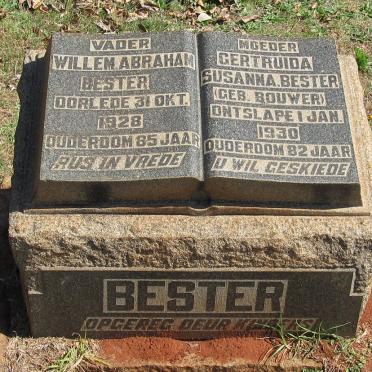 VADER
WILLEM ABRAHAM
BESTER
OORLEDE 31 OKT.
1928
OUDERDOM 85 JAAR
RUS IN VREDE
MOEDER
GERTRUIDA
SUSANNA. BESTER
(GEB. BOUWER)
ONTSLAPE 1 JAN.
1930
OUDERDOM 82 JAAR
U WIL GESKIEDE
BESTER
OPGEREG DEUR